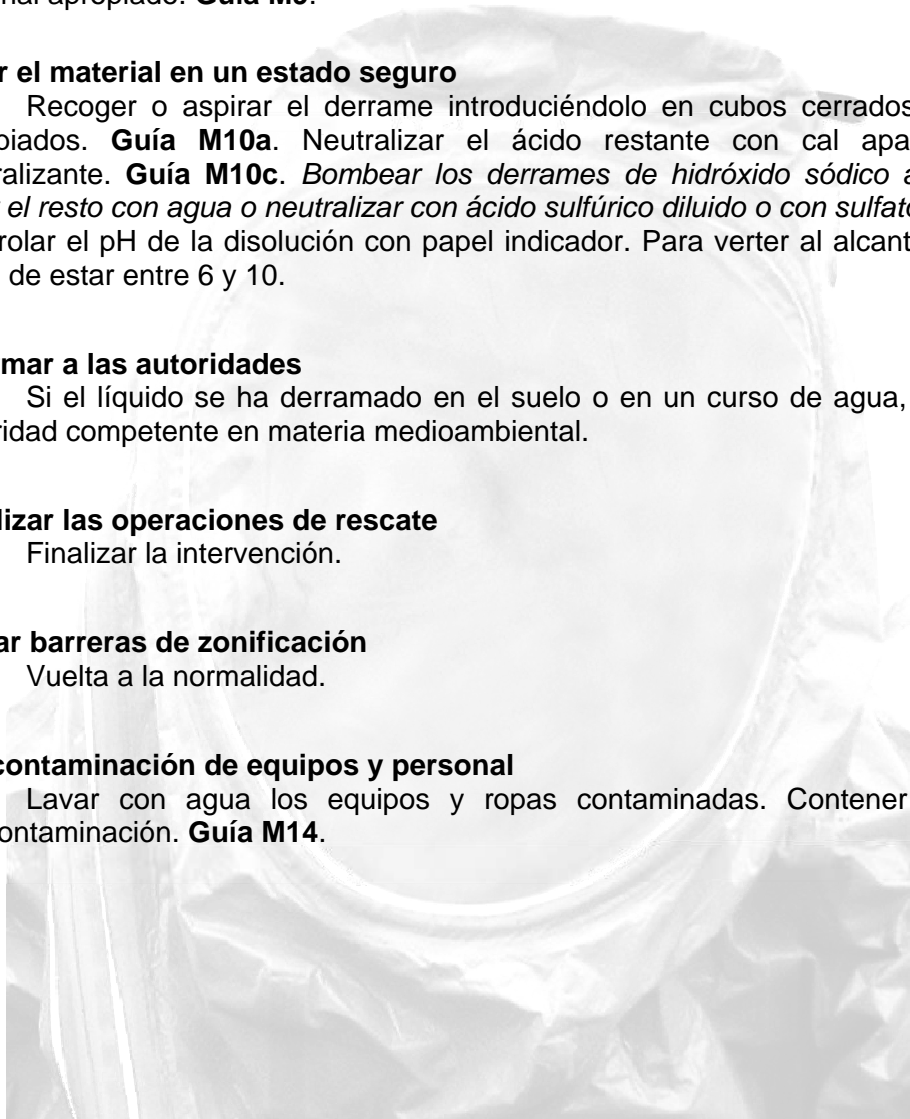 nal apropiado. Guía M9.
r el material en un estado seguro
Recoger o aspirar el derrame introduciéndolo en cubos cerrados
piados. Guía M10a. Neutralizar el ácido restante con cal apa
ralizante. Guía M10c. Bombear los derrames de hidróxido sódico a
r el resto con agua o neutralizar con ácido sulfúrico diluido o con sulfato
rolar el pH de la disolución con papel indicador. Para verter al alcant
de estar entre 6 y 10.
mar a las autoridades
Si el líquido se ha derramado en el suelo o en un curso de agua,
ridad competente en materia medioambiental.
lizar las operaciones de rescate
Finalizar la intervención.
ar barreras de zonificación
Vuelta a la normalidad.
contaminación de equipos y personal
Lavar con agua los equipos y ropas contaminadas. Contener
ontaminación. Guía M14.